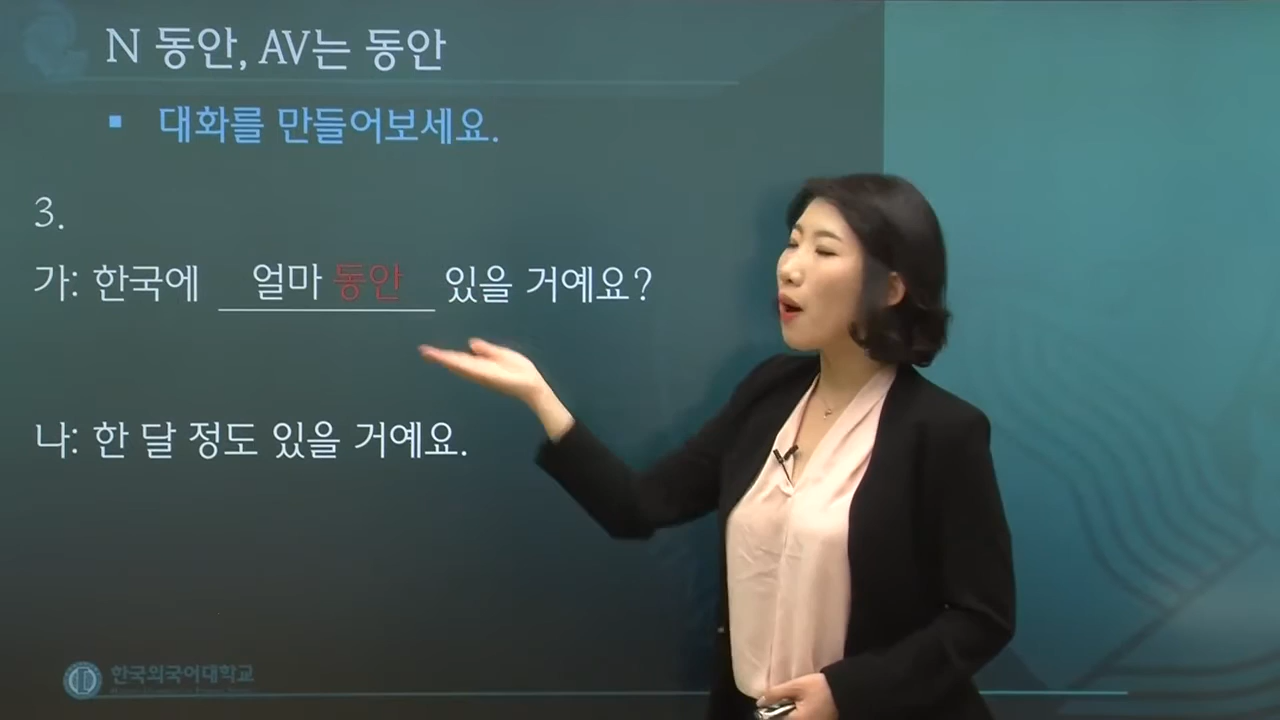 N 동안, AV는 동안
▪ 대화를 만들어보세요.
3.
가: 한국에 얼마 동안 있을 거예요?
나: 한 달 정도 있을 거예요.
한국외국어대학교